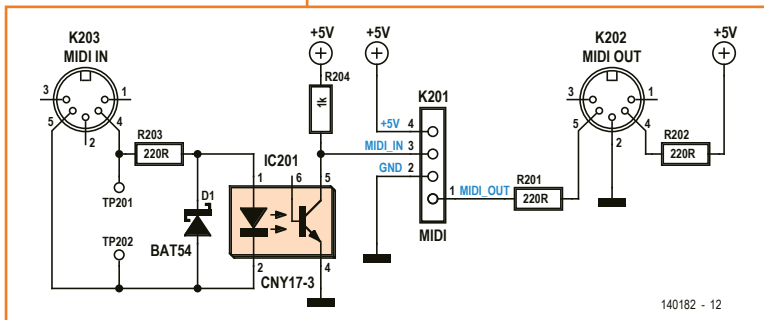 K203
MIDI IN
3
1
5
4
2
R203
220R
TP201
TP202
D1
BAT54
IC201
1
6
5
2
4
CNY17-3
+5V
R204
1k
+5V
K201
+5V 4
MIDI_IN 3
GND 2
1 MIDI_OUT
MIDI
R201
220R
K202
MIDI OUT
3
1
5
4
2
R202
220R
+5V
140182 - 12